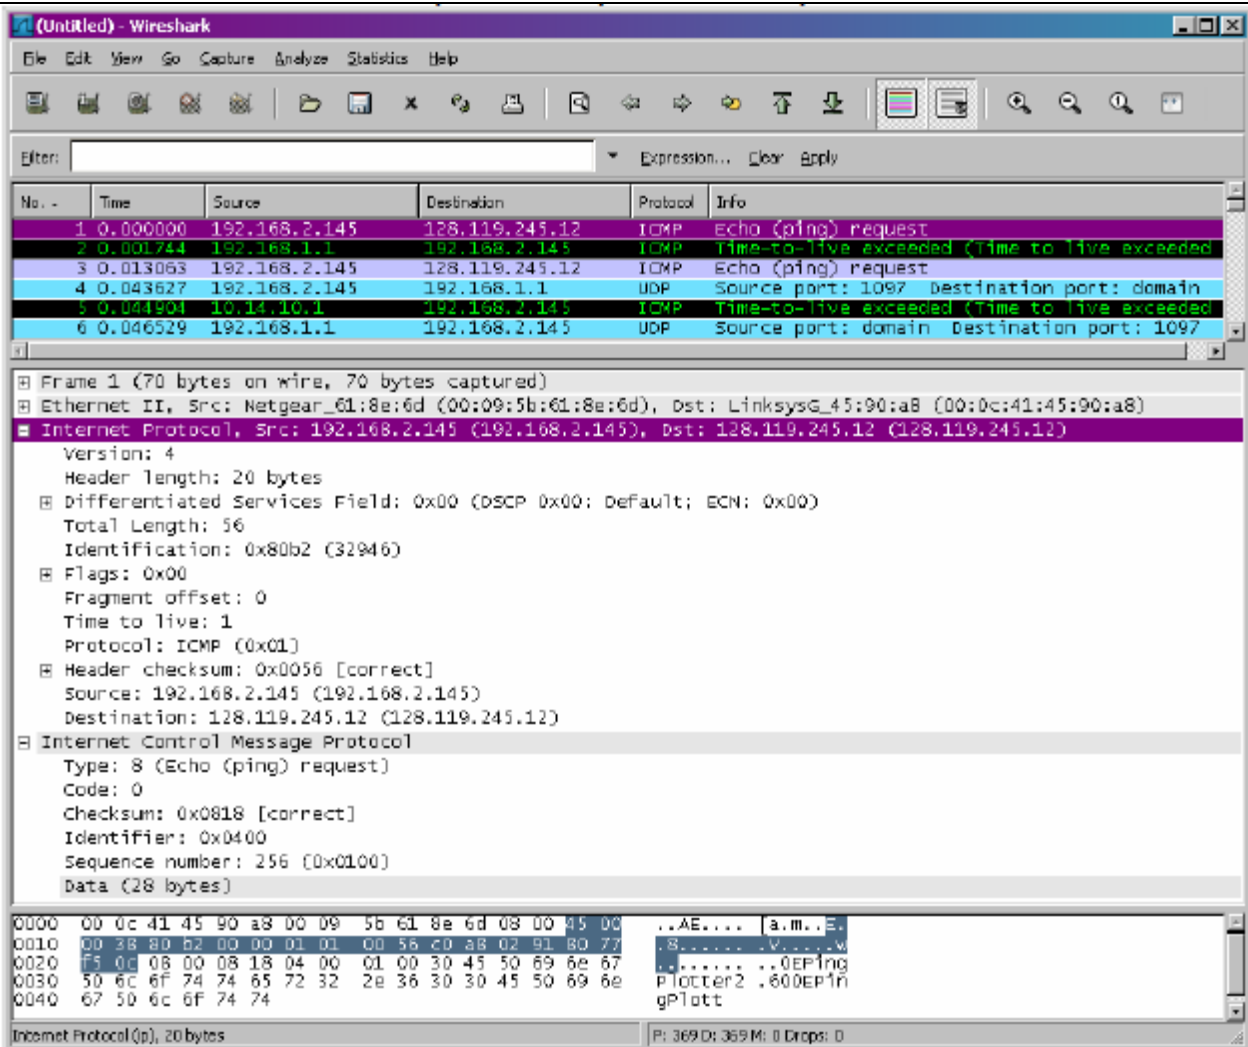 (Untitled) - Wireshark
File Edit View Go Capture Analyze Statistics Help
Filter: Expression... Clear Apply
No. - Time Source Destination Protocol Info
1 0.000000 192.168.2.145 128.119.245.12 ICMP Echo (ping) request
2 0.001744 192.168.1.1 192.168.2.145 ICMP Time-to-live exceeded (Time to live exceeded
3 0.013063 192.168.2.145 128.119.245.12 ICMP Echo (ping) request
4 0.043627 192.168.2.145 192.168.1.1 UDP Source port: 1097 Destination port: domain
5 0.044904 10.14.10.1 192.168.2.145 ICMP Time-to-live exceeded (Time to live exceeded
6 0.046529 192.168.1.1 192.168.2.145 UDP Source port: domain Destination port: 1097
Frame 1 (70 bytes on wire, 70 bytes captured)
Ethernet II, Src: Netgear_61:8e:6d (00:09:5b:61:8e:6d), Dst: LinksysG_45:90:a8 (00:0c:41:45:90:a8)
Internet Protocol, Src: 192.168.2.145 (192.168.2.145), Dst: 128.119.245.12 (128.119.245.12)
Version: 4
Header length: 20 bytes
Differentiated Services Field: 0x00 (DSCP 0x00: Default; ECN: 0x00)
Total Length: 56
Identification: 0x80b2 (32946)
Flags: 0x00
Fragment offset: 0
Time to live: 1
Protocol: ICMP (0x01)
Header checksum: 0x0056 [correct]
Source: 192.168.2.145 (192.168.2.145)
Destination: 128.119.245.12 (128.119.245.12)
Internet Control Message Protocol
Type: 8 (Echo (ping) request)
Code: 0
Checksum: 0x0818 [correct]
Identifier: 0x0400
Sequence number: 256 (0x0100)
Data (28 bytes)
0000 00 0c 41 45 90 a8 00 09 5b 61 8e 6d 08 00 45 00 ..AE.... [a.m..E.
0010 00 38 80 b2 00 00 01 01 00 56 c0 a8 02 91 80 77 .8...... .V.....w
0020 f5 0c 08 00 08 18 04 00 01 00 30 45 50 69 6e 67 ........ ..0EPing
0030 50 6c 6f 74 74 65 72 32 2e 36 30 30 45 50 69 6e Plotter2 .600EPin
0040 67 50 6c 6f 74 74 gPlott
Internet Protocol (ip), 20 bytes P: 369 D: 369 M: 0 Drops: 0